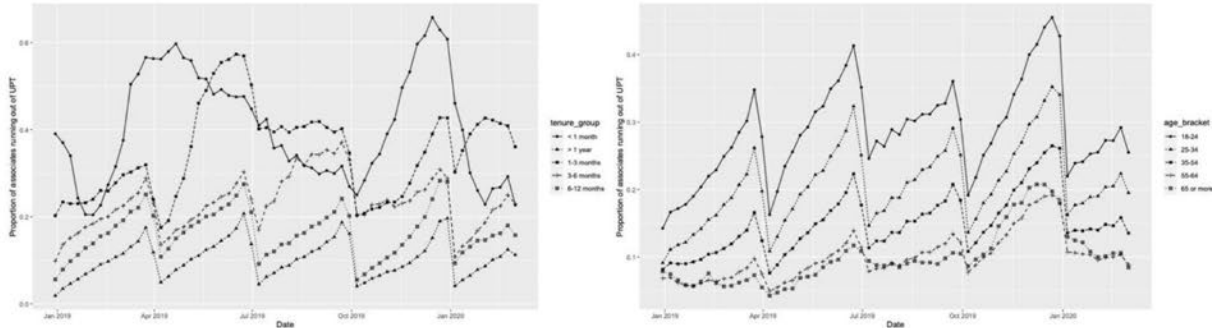 Proportion of associates running out of UPT
0.6
0.4
0.2
0.0
Jan 2019
Apr 2019
Jul 2019
Oct 2019
Jan 2020
Date
tenure_group
< 1 month
> 1 year
1-3 months
3-6 months
6-12 months
Proportion of associates running out of UPT
0.4
0.3
0.2
0.1
Jan 2019
Apr 2019
Jul 2019
Oct 2019
Jan 2020
Date
age_bracket
18-24
25-34
35-54
55-64
65 or more